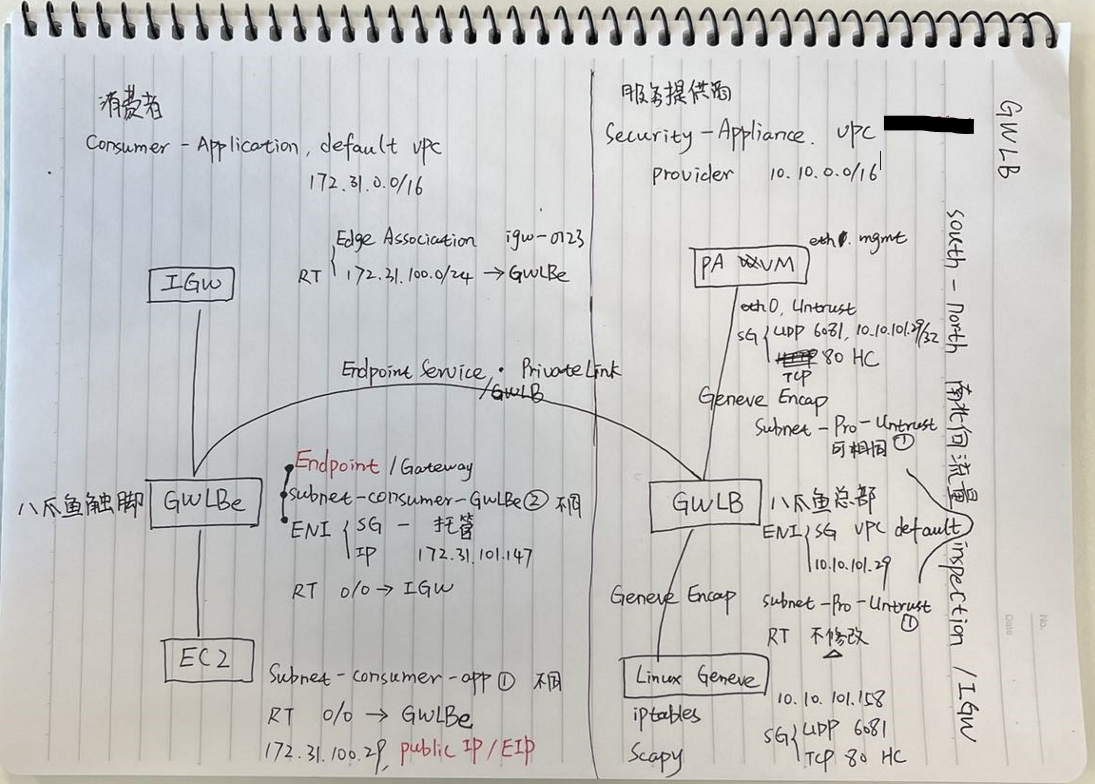 消费者
Consumer - Application, default vpc
172.31.0.0/16
Edge Association igw-0123
RT 172.31.100.0/24 → GWLBe
IGW
Endpoint Service, · PrivateLink
/GWLB
八爪鱼触脚
GWLBe
Endpoint / Gateway
subnet-consumer-GWLBe ② 不同
ENI SG - 托管
IP 172.31.101.147
RT 0/0 → IGW
EC2
Subnet-consumer-app ① 不同
RT 0/0 → GWLBe
172.31.100.29, public IP / EIP
服务提供商
Security-Appliance. vpc
provider 10.10.0.0/16
PA VM
eth1. mgmt
eth0, Untrust
SG UDP 6081, 10.10.101.29/32
80 HC
TCP
Geneve Encap
Subnet-Pro-Untrust
可相同 ①
GWLB
八爪鱼总部
ENI SG vpc default
10.10.101.29
Geneve Encap
subnet-Pro-Untrust
①
RT 不修改
Linux Geneve
iptables
Scapy
10.10.101.158
SG UDP 6081
TCP 80 HC
GWLB
south - north 南北向流量 inspection / IGW
No.
Date